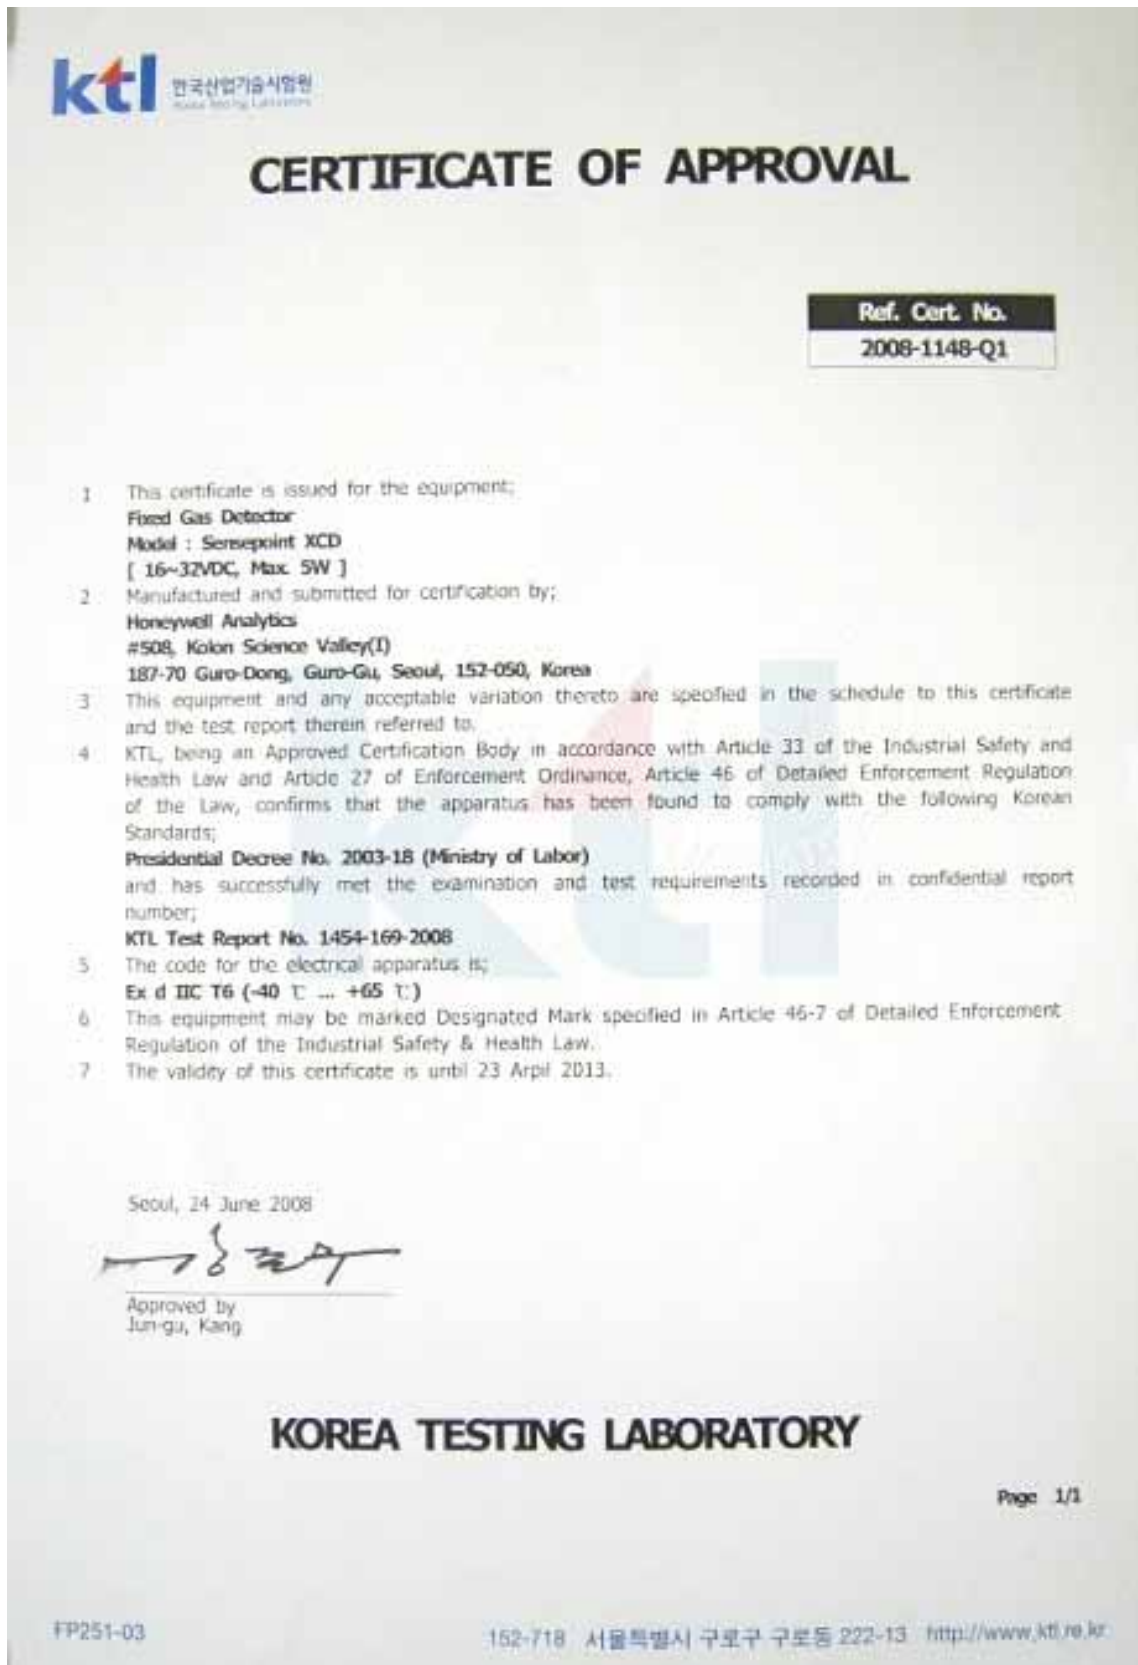 ktl 한국산업기술시험원
Korea Testing Laboratory
CERTIFICATE OF APPROVAL
Ref. Cert. No.
2008-1148-Q1
1 This certificate is issued for the equipment;
Fixed Gas Detector
Model : Sensepoint XCD
[ 16~32VDC, Max. 5W ]
2 Manufactured and submitted for certification by;
Honeywell Analytics
#508, Kolon Science Valley(I)
187-70 Guro-Dong, Guro-Gu, Seoul, 152-050, Korea
3 This equipment and any acceptable variation thereto are specified in the schedule to this certificate
and the test report therein referred to.
4 KTL, being an Approved Certification Body in accordance with Article 33 of the Industrial Safety and
Health Law and Article 27 of Enforcement Ordinance, Article 46 of Detailed Enforcement Regulation
of the Law, confirms that the apparatus has been found to comply with the following Korean
Standards;
Presidential Decree No. 2003-18 (Ministry of Labor)
and has successfully met the examination and test requirements recorded in confidential report
number;
KTL Test Report No. 1454-169-2008
5 The code for the electrical apparatus is;
Ex d IIC T6 (-40 ℃ ... +65 ℃)
6 This equipment may be marked Designated Mark specified in Article 46-7 of Detailed Enforcement
Regulation of the Industrial Safety & Health Law.
7 The validity of this certificate is until 23 Arpil 2013.
Seoul, 24 June 2008
Approved by
Jun-gu, Kang
KOREA TESTING LABORATORY
Page 1/1
FP251-03
152-718 서울특별시 구로구 구로동 222-13 http://www.ktl.re.kr